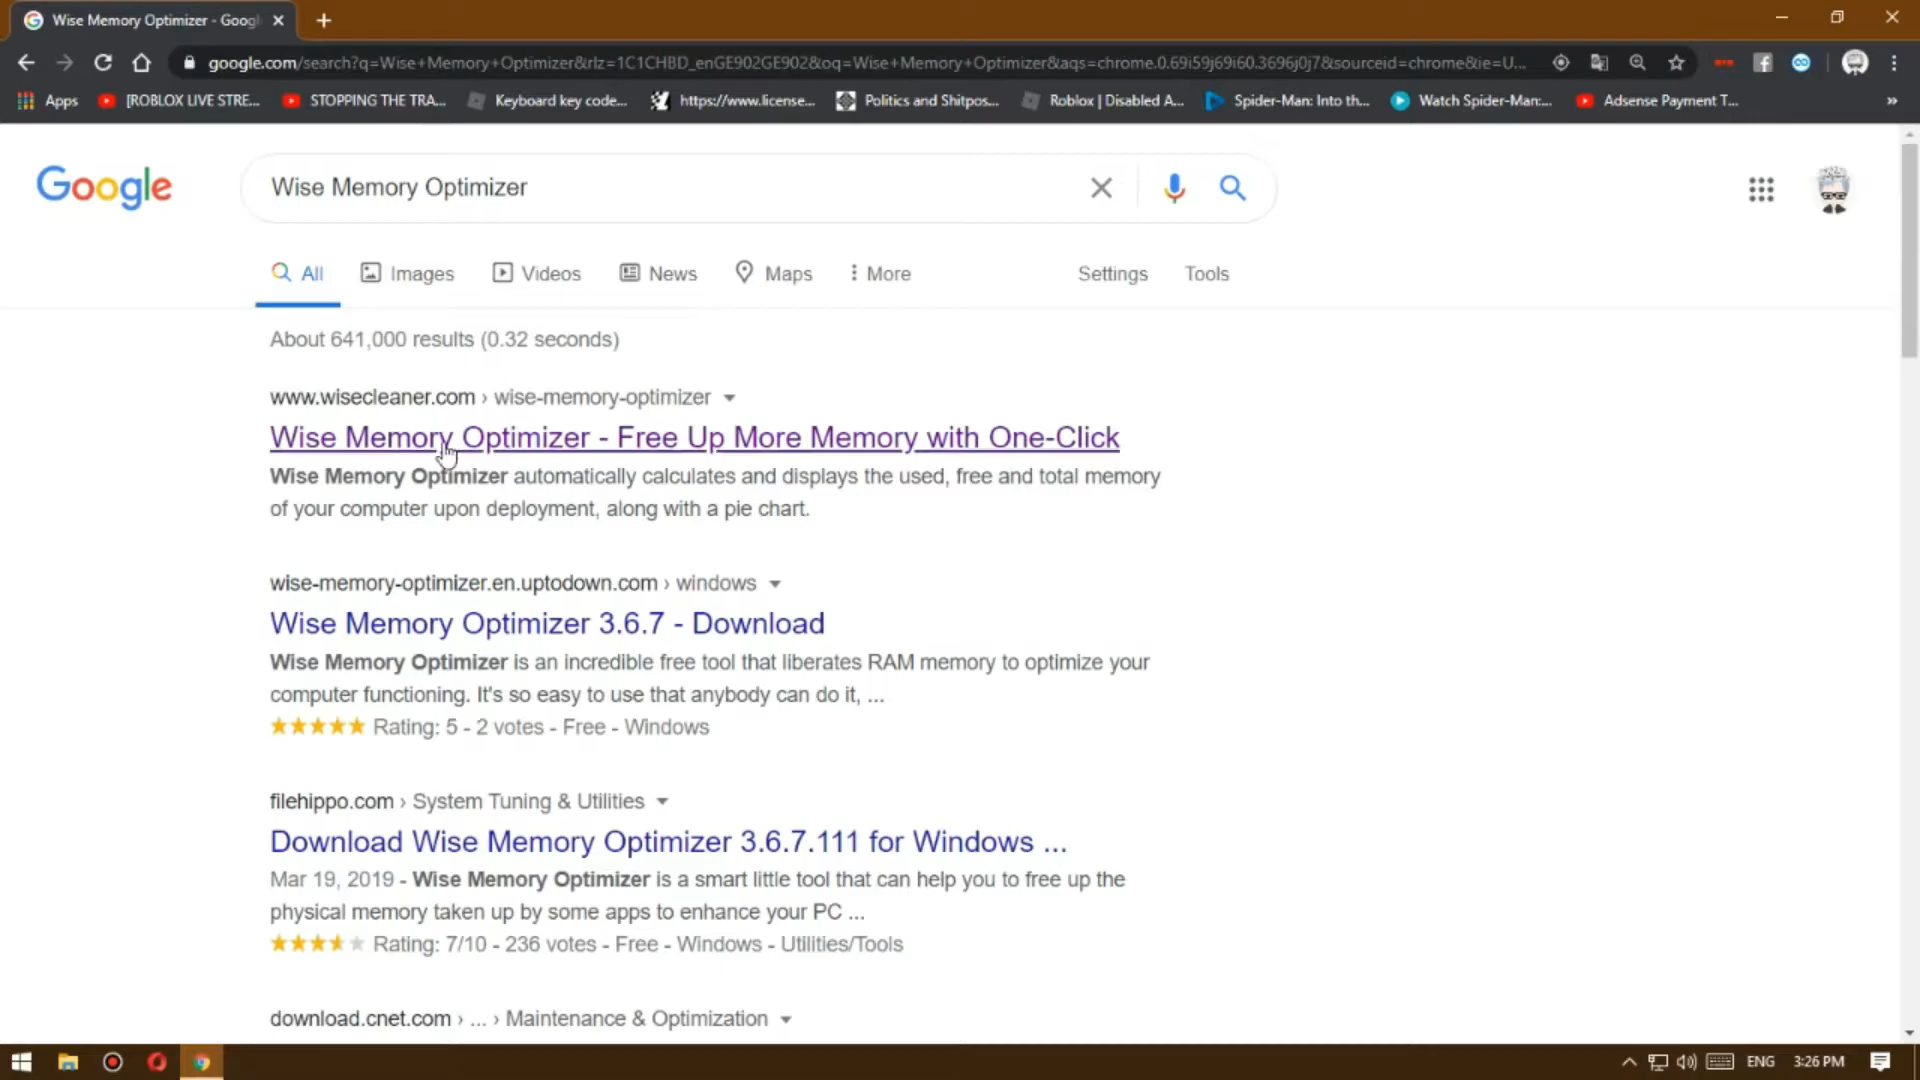 Wise Memory Optimizer - Goog
google.com/search?q=Wise+Memory+Optimizer&rlz=1C1CHBD_enGE902GE902&oq=Wise+Memory+Optimizer&aqs=chrome.0.69i59j69i60.3696j0j7&sourceid=chrome&ie=U...
Apps [ROBLOX LIVE STRE... STOPPING THE TRA... Keyboard key code... https://www.license... Politics and Shitpos... Roblox | Disabled A... Spider-Man: Into th... Watch Spider-Man:... Adsense Payment T... »
Google Wise Memory Optimizer
All Images Videos News Maps More Settings Tools
About 641,000 results (0.32 seconds)
www.wisecleaner.com › wise-memory-optimizer
Wise Memory Optimizer - Free Up More Memory with One-Click
Wise Memory Optimizer automatically calculates and displays the used, free and total memory
of your computer upon deployment, along with a pie chart.
wise-memory-optimizer.en.uptodown.com › windows
Wise Memory Optimizer 3.6.7 - Download
Wise Memory Optimizer is an incredible free tool that liberates RAM memory to optimize your
computer functioning. It's so easy to use that anybody can do it, ...
Rating: 5 - 2 votes - Free - Windows
filehippo.com › System Tuning & Utilities
Download Wise Memory Optimizer 3.6.7.111 for Windows ...
Mar 19, 2019 - Wise Memory Optimizer is a smart little tool that can help you to free up the
physical memory taken up by some apps to enhance your PC ...
Rating: 7/10 - 236 votes - Free - Windows - Utilities/Tools
download.cnet.com › ... › Maintenance & Optimization
ENG 3:26 PM